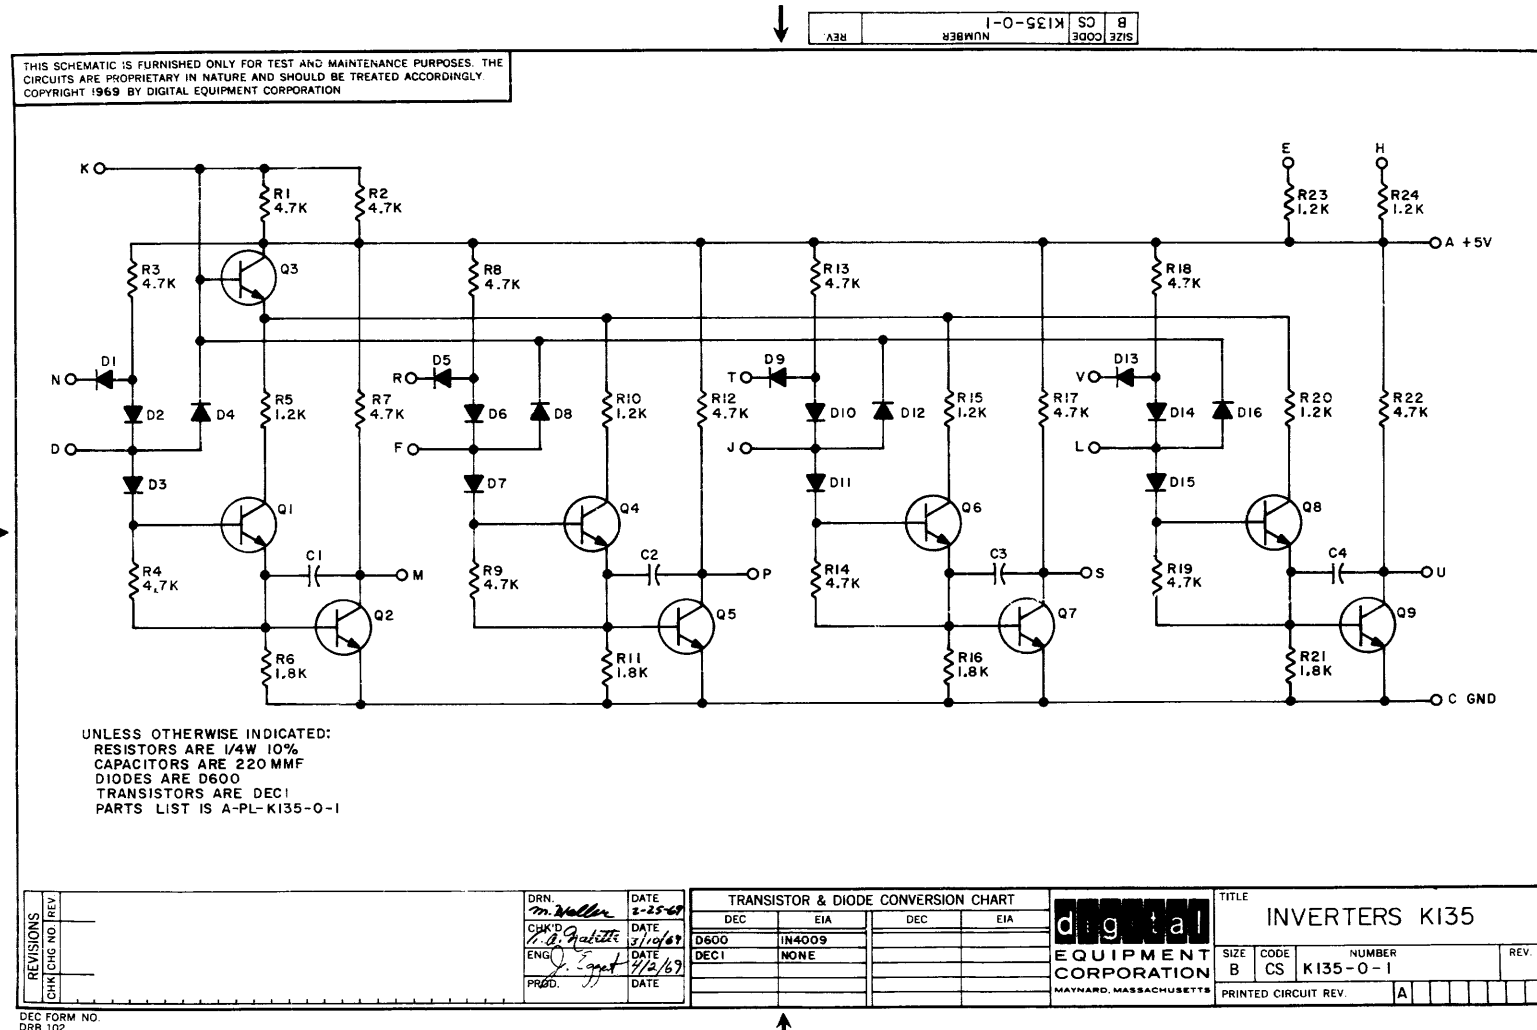 SIZE CODE NUMBER REV.
B CS K135-0-1
THIS SCHEMATIC IS FURNISHED ONLY FOR TEST AND MAINTENANCE PURPOSES. THE
CIRCUITS ARE PROPRIETARY IN NATURE AND SHOULD BE TREATED ACCORDINGLY.
COPYRIGHT 1969 BY DIGITAL EQUIPMENT CORPORATION
E H
K
R1
4.7K
R2
4.7K
R23
1.2K
R24
1.2K
A +5V
R3
4.7K
Q3
R8
4.7K
R13
4.7K
R18
4.7K
N D1
R D5
T D9
V D13
D2 D4
R5
1.2K
R7
4.7K
D6 D8
R10
1.2K
R12
4.7K
D10 D12
R15
1.2K
R17
4.7K
D14 D16
R20
1.2K
R22
4.7K
D F J L
D3 D7 D11 D15
Q1 Q4 Q6 Q8
C1 C2 C3 C4
R4
4.7K
M
R9
4.7K
P
R14
4.7K
S
R19
4.7K
U
Q2 Q5 Q7 Q9
R6
1.8K
R11
1.8K
R16
1.8K
R21
1.8K
C GND
UNLESS OTHERWISE INDICATED:
RESISTORS ARE 1/4W 10%
CAPACITORS ARE 220 MMF
DIODES ARE D600
TRANSISTORS ARE DEC1
PARTS LIST IS A-PL-K135-0-1
REVISIONS
CHK CHG NO. REV.
DRN. DATE
M. Weller 2-25-69
CHK'D DATE
3/10/69
ENG DATE
J. 4/2/69
PROD. DATE
TRANSISTOR & DIODE CONVERSION CHART
DEC EIA DEC EIA
D600 IN4009
DEC1 NONE
digital
EQUIPMENT
CORPORATION
MAYNARD, MASSACHUSETTS
TITLE
INVERTERS K135
SIZE CODE NUMBER REV.
B CS K135-0-1
PRINTED CIRCUIT REV. A
DEC FORM NO.
DRB 102